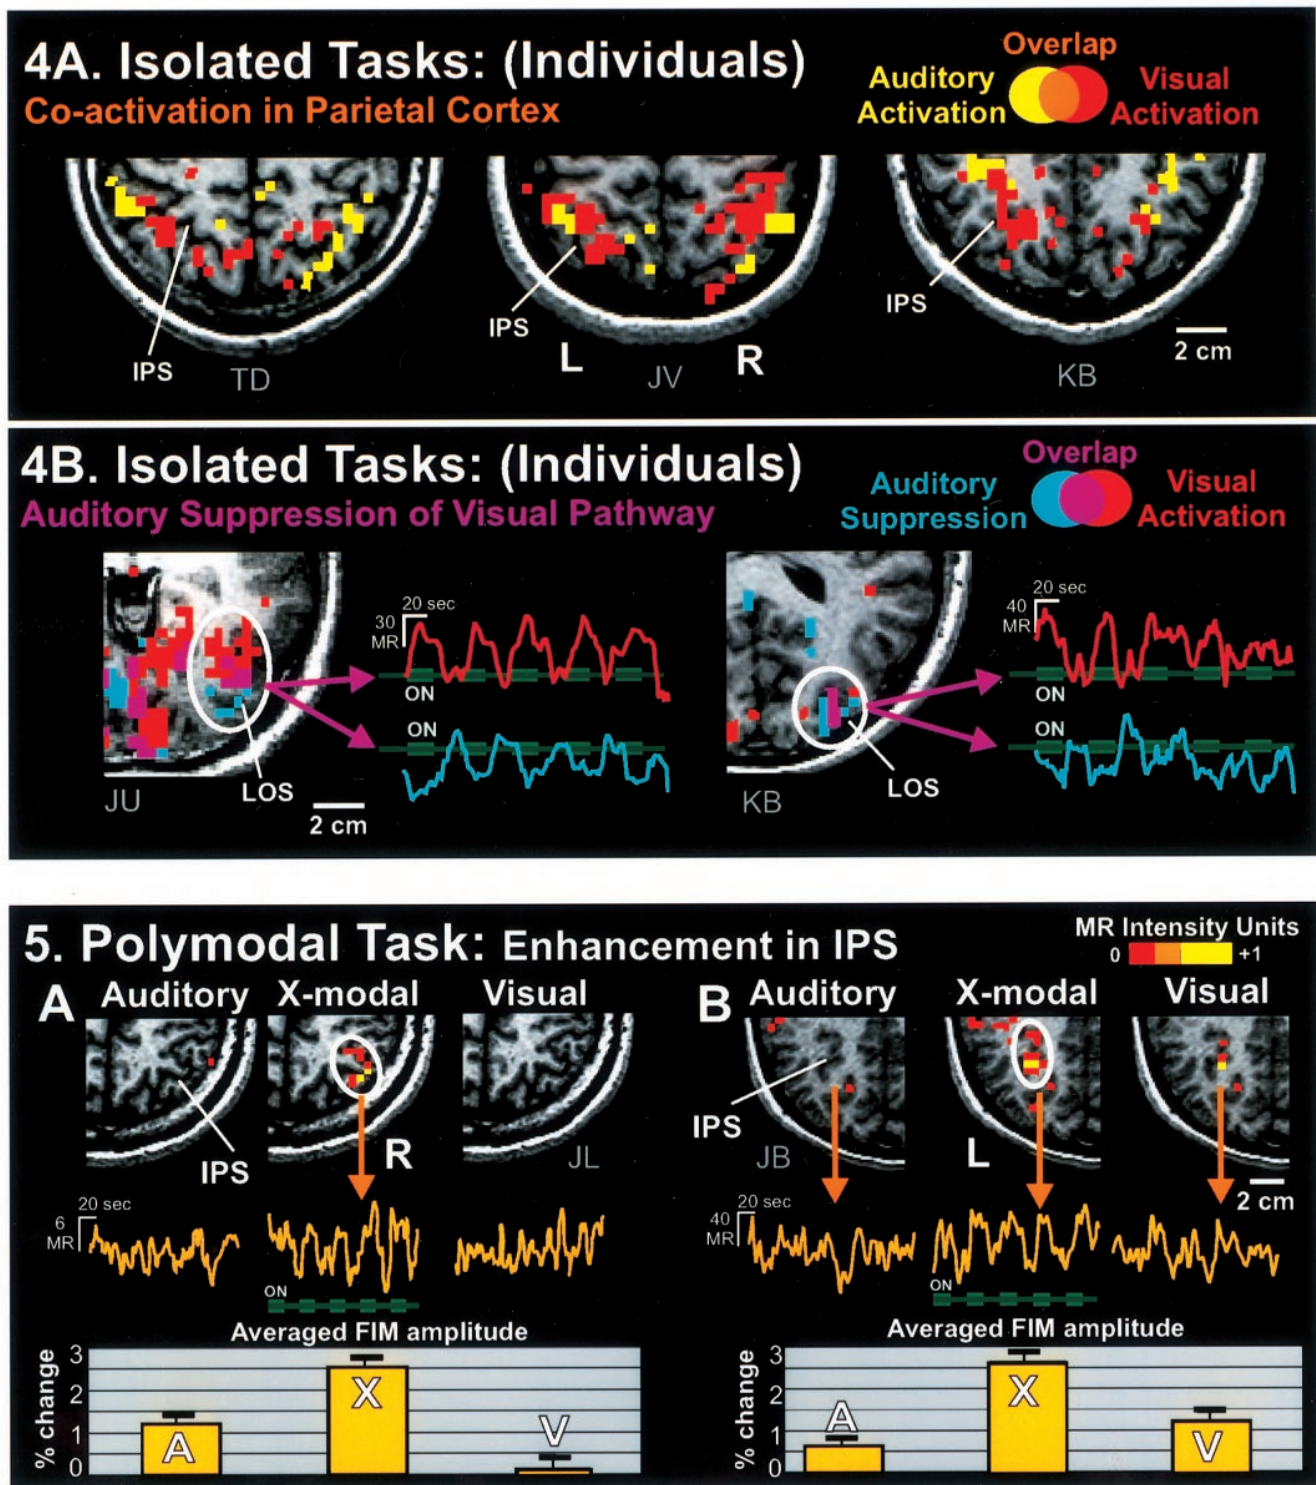 4A. Isolated Tasks: (Individuals)
Co-activation in Parietal Cortex
Overlap
Auditory Activation
Visual Activation
IPS
TD
IPS
L
JV
R
IPS
KB
2 cm
4B. Isolated Tasks: (Individuals)
Auditory Suppression of Visual Pathway
Overlap
Auditory Suppression
Visual Activation
20 sec
30
MR
ON
ON
LOS
JU
2 cm
20 sec
40
MR
ON
ON
LOS
KB
5. Polymodal Task: Enhancement in IPS
MR Intensity Units
0 +1
A Auditory X-modal Visual
IPS
R
JL
20 sec
6
MR
ON
Averaged FIM amplitude
% change
3
2
1
0
A
X
V
B Auditory X-modal Visual
IPS
JB
L
2 cm
20 sec
40
MR
ON
Averaged FIM amplitude
% change
3
2
1
0
A
X
V